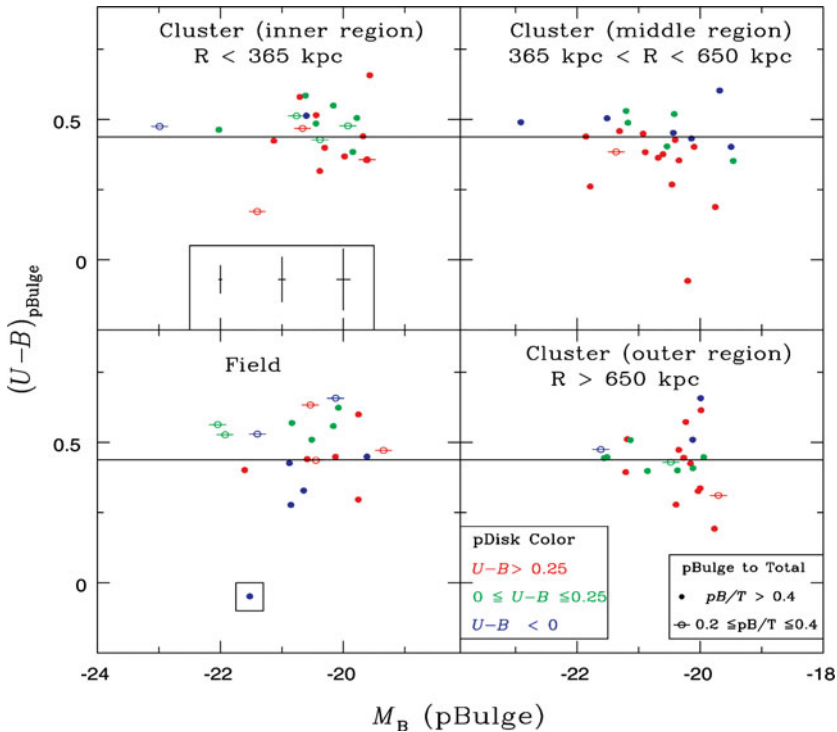 Cluster (inner region)
R < 365 kpc
Cluster (middle region)
365 kpc < R < 650 kpc
0.5
0
(U−B)pBulge
Field
Cluster (outer region)
R > 650 kpc
0.5
0
pDisk Color
U−B > 0.25
0 ≤ U−B ≤0.25
U−B < 0
pBulge to Total
pB/T > 0.4
0.2 ≤pB/T ≤0.4
-24
-22
-20
-22
-20
-18
MB (pBulge)